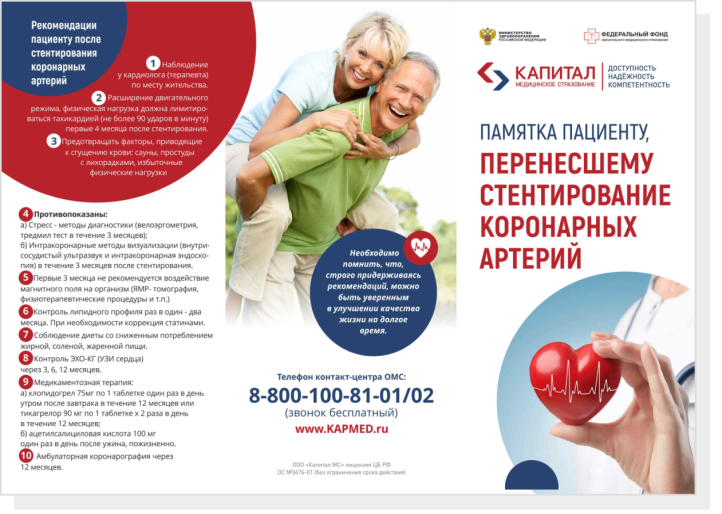 Рекомендации
пациенту после
стентирования
коронарных
артерий
1 Наблюдение
у кардиолога (терапевта)
по месту жительства.
2 Расширение двигательного
режима, физическая нагрузка должна лимитиро-
ваться тахикардией (не более 90 ударов в минуту)
первые 4 месяца после стентирования.
3 Предотвращать факторы, приводящие
к сгущению крови: сауны, простуды
с лихорадками, избыточные
физические нагрузки
4 Противопоказаны:
а) Стресс - методы диагностики (велоэргометрия,
тредмил тест в течение 3 месяцев);
б) Интракоронарные методы визуализации (внутри-
сосудистый ультразвук и интракоронарная эндоско-
пия) в течение 3 месяцев после стентирования.
5 Первые 3 месяца не рекомендуется воздействие
магнитного поля на организм (ЯМР- томография,
физиотерапевтические процедуры и т.п.)
6 Контроль липидного профиля раз в один - два
месяца. При необходимости коррекция статинами.
7 Соблюдение диеты со сниженным потреблением
жирной, соленой, жаренной пищи.
8 Контроль ЭХО-КГ (УЗИ сердца)
через 3, 6, 12 месяцев.
9 Медикаментозная терапия:
а) клопидогрел 75мг по 1 таблетке один раз в день
утром после завтрака в течение 12 месяцев или
тикагрелор 90 мг по 1 таблетке х 2 раза в день
в течение 12 месяцев;
б) ацетилсалициловая кислота 100 мг
один раз в день после ужина, пожизненно.
10 Амбулаторная коронарография через
12 месяцев.
Необходимо
помнить, что,
строго придерживаясь
рекомендаций, можно
быть уверенным
в улучшении качества
жизни на долгое
время.
Телефон контакт-центра ОМС:
8-800-100-81-01/02
(звонок бесплатный)
www.KAPMED.ru
ООО «Капитал МС» лицензия ЦБ РФ
ОС №3676-01 (без ограничения срока действия)
МИНИСТЕРСТВО
ЗДРАВООХРАНЕНИЯ
РОССИЙСКОЙ ФЕДЕРАЦИИ
ФЕДЕРАЛЬНЫЙ ФОНД
ОБЯЗАТЕЛЬНОГО МЕДИЦИНСКОГО СТРАХОВАНИЯ
КАПИТАЛ
МЕДИЦИНСКОЕ СТРАХОВАНИЕ
ДОСТУПНОСТЬ
НАДЁЖНОСТЬ
КОМПЕТЕНТНОСТЬ
ПАМЯТКА ПАЦИЕНТУ,
ПЕРЕНЕСШЕМУ
СТЕНТИРОВАНИЕ
КОРОНАРНЫХ
АРТЕРИЙ